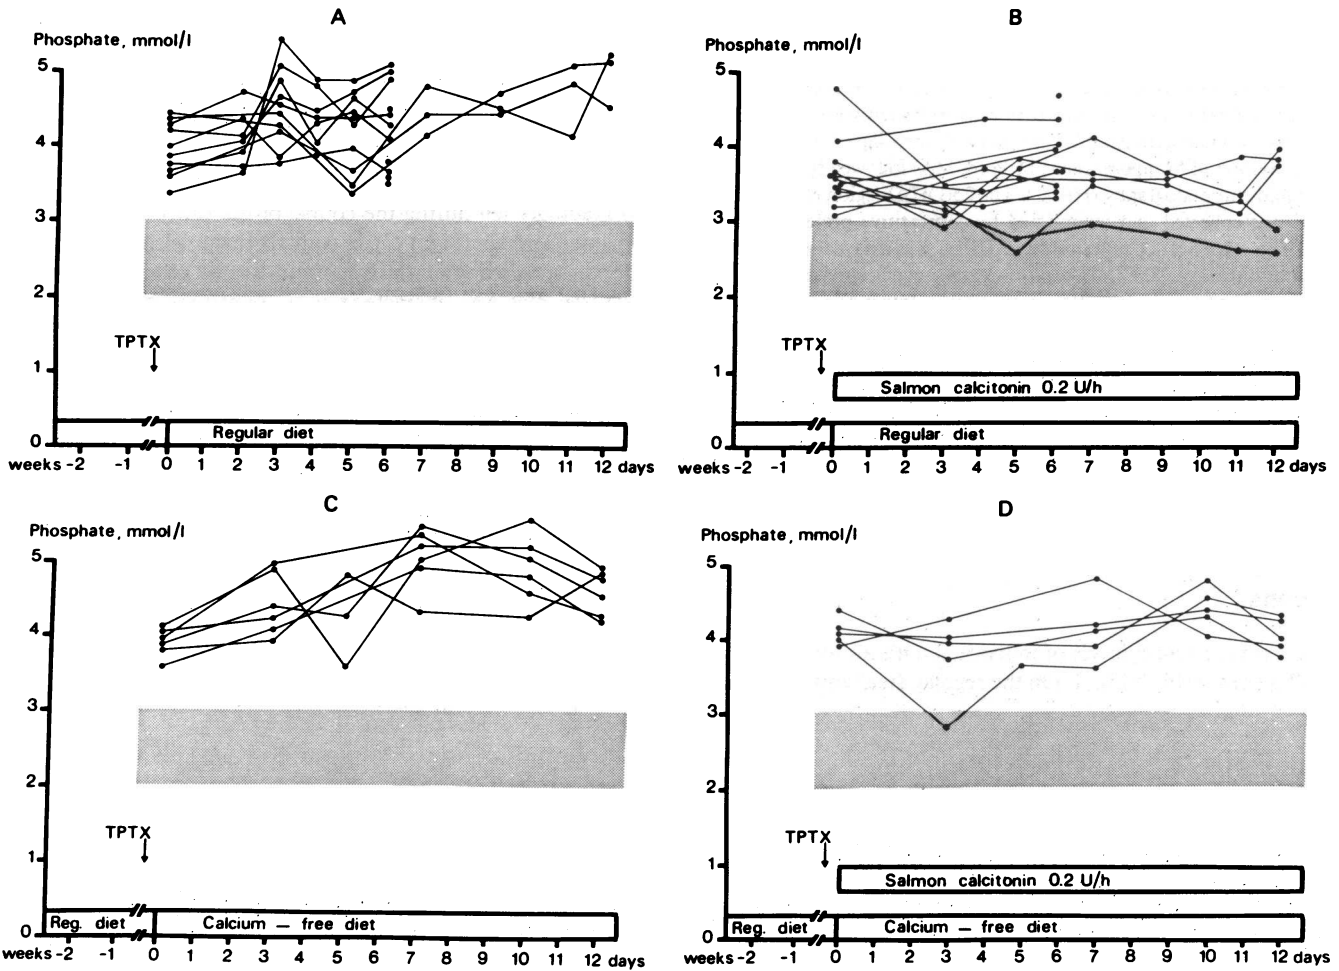 A
Phosphate, mmol/l
5
4
3
2
TPTX
1
Regular diet
0
weeks -2 -1 0 1 2 3 4 5 6 7 8 9 10 11 12 days
B
Phosphate, mmol/l
5
4
3
2
TPTX
1
Salmon calcitonin 0.2 U/h
Regular diet
0
weeks -2 -1 0 1 2 3 4 5 6 7 8 9 10 11 12 days
C
Phosphate, mmol/l
5
4
3
2
TPTX
1
Reg. diet Calcium – free diet
0
weeks -2 -1 0 1 2 3 4 5 6 7 8 9 10 11 12 days
D
Phosphate, mmol/l
5
4
3
2
TPTX
1
Salmon calcitonin 0.2 U/h
Reg. diet Calcium – free diet
0
weeks -2 -1 0 1 2 3 4 5 6 7 8 9 10 11 12 days